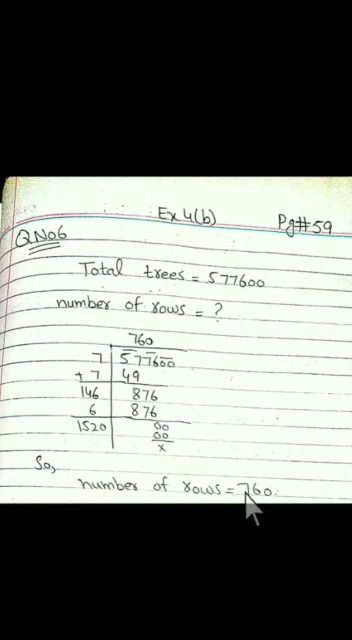 Ex 4(b) Pg#59
Q No6
Total trees = 577600
number of rows = ?
760
7 577600
+ 7 49
146 876
6 876
1520 00
00
x
So,
number of rows = 760.